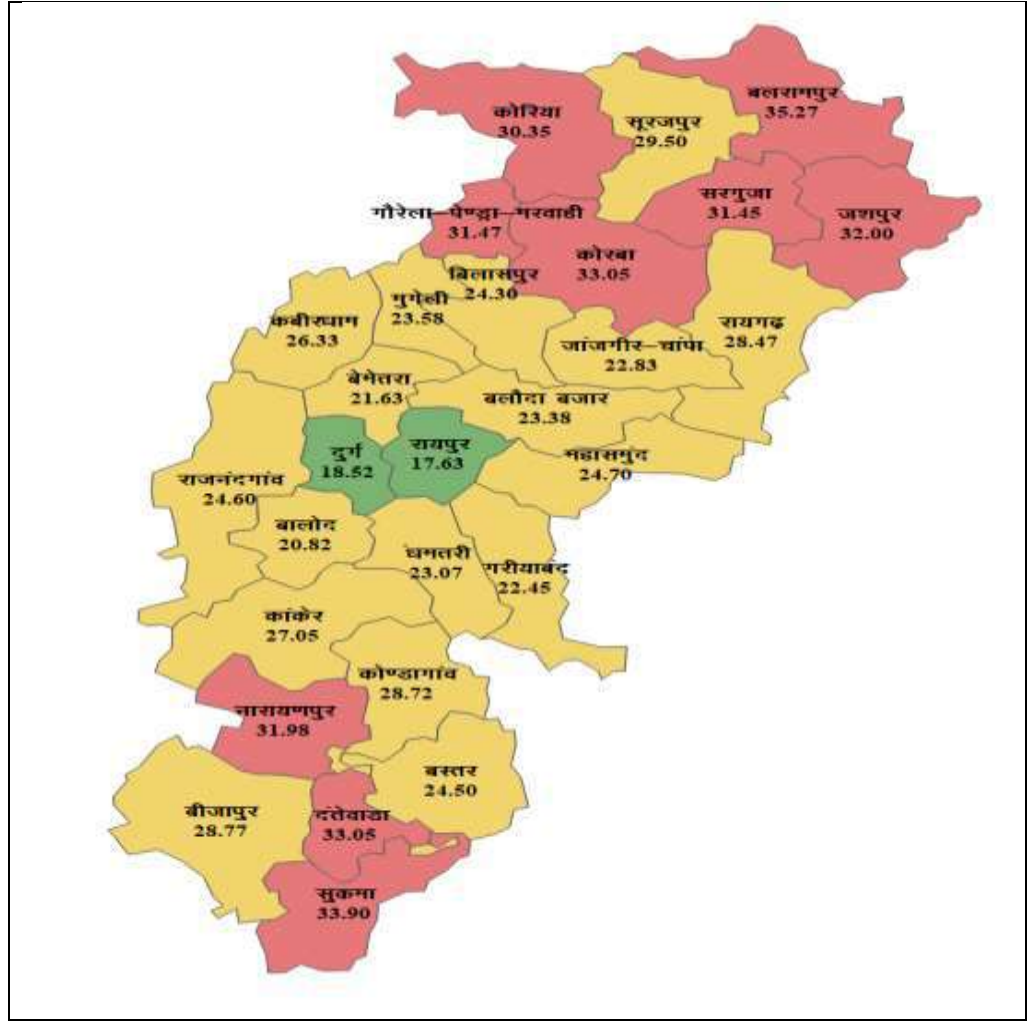 कोरिया
30.35
सूरजपुर
29.50
बलरामपुर
35.27
गौरेला–पेण्ड्रा–मरवाही
31.47
सरगुजा
31.45
जशपुर
32.00
कोरबा
33.05
बिलासपुर
24.30
मुगेली
23.58
कबीरधाम
26.33
जांजगीर–चांपा
22.83
रायगढ़
28.47
बेमेतरा
21.63
बलौदा बजार
23.38
दुर्ग
18.52
रायपुर
17.63
महासमुंद
24.70
राजनंदगांव
24.60
बालोद
20.82
धमतरी
23.07
गरीयाबंद
22.45
कांकेर
27.05
कोण्डागांव
28.72
नारायणपुर
31.98
बस्तर
24.50
बीजापुर
28.77
दंतेवाडा
33.05
सुकमा
33.90